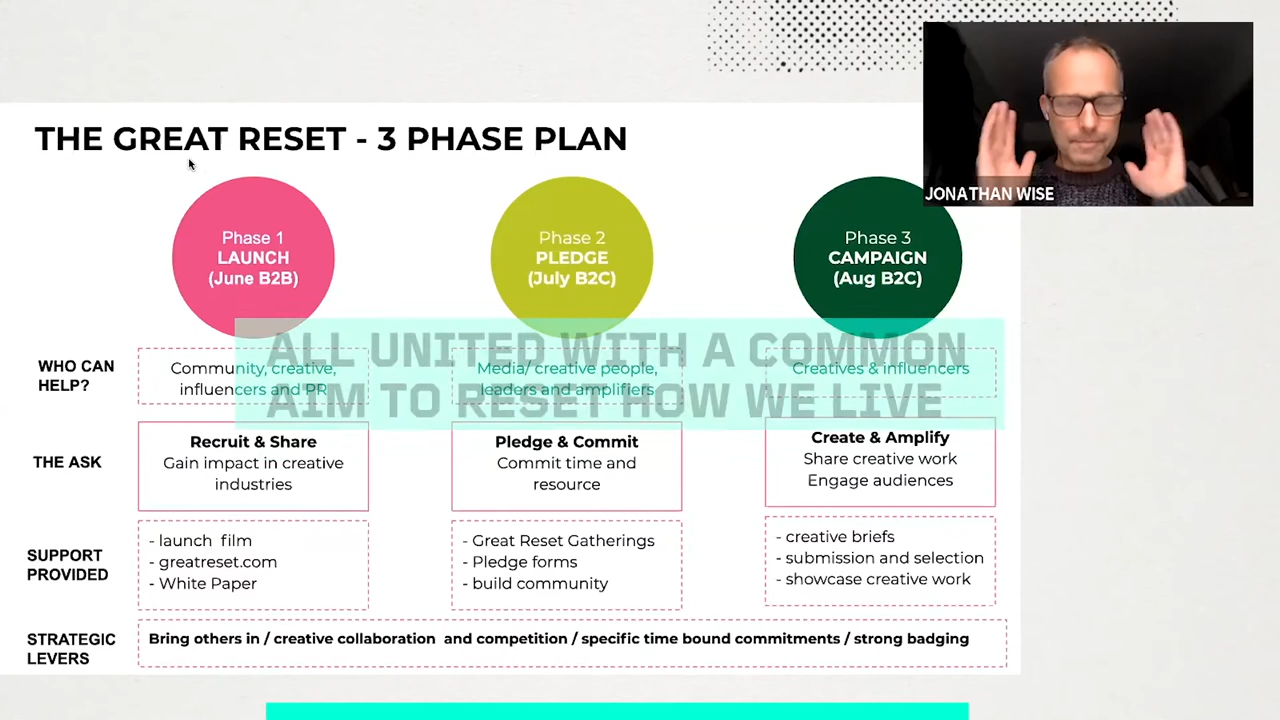 THE GREAT RESET - 3 PHASE PLAN
JONATHAN WISE
Phase 1
LAUNCH
(June B2B)
Phase 2
PLEDGE
(July B2C)
Phase 3
CAMPAIGN
(Aug B2C)
ALL UNITED WITH A COMMON
AIM TO RESET HOW WE LIVE
WHO CAN
HELP?
Community, creative,
influencers and PR
Media/ creative people,
leaders and amplifiers
Creatives & influencers
THE ASK
Recruit & Share
Gain impact in creative
industries
Pledge & Commit
Commit time and
resource
Create & Amplify
Share creative work
Engage audiences
SUPPORT
PROVIDED
- launch film
- greatreset.com
- White Paper
- Great Reset Gatherings
- Pledge forms
- build community
- creative briefs
- submission and selection
- showcase creative work
STRATEGIC
LEVERS
Bring others in / creative collaboration and competition / specific time bound commitments / strong badging